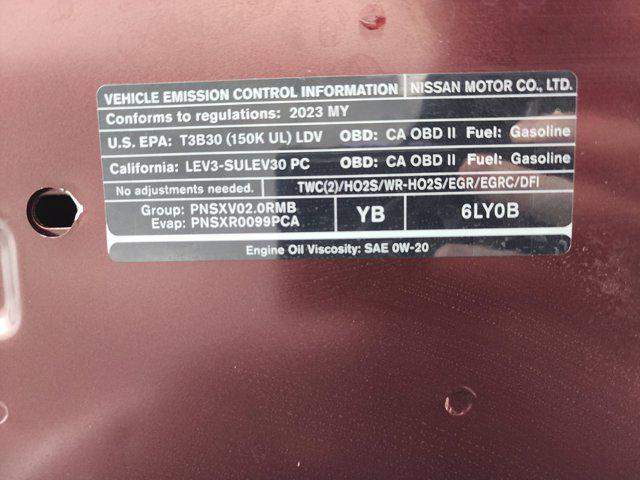 VEHICLE EMISSION CONTROL INFORMATION NISSAN MOTOR CO., LTD.
Conforms to regulations: 2023 MY
U.S. EPA: T3B30 (150K UL) LDV OBD: CA OBD II Fuel: Gasoline
California: LEV3-SULEV30 PC OBD: CA OBD II Fuel: Gasoline
No adjustments needed. TWC(2)/HO2S/WR-HO2S/EGR/EGRC/DFI
Group: PNSXV02.0RMB
Evap: PNSXR0099PCA
YB
6LY0B
Engine Oil Viscosity: SAE 0W-20